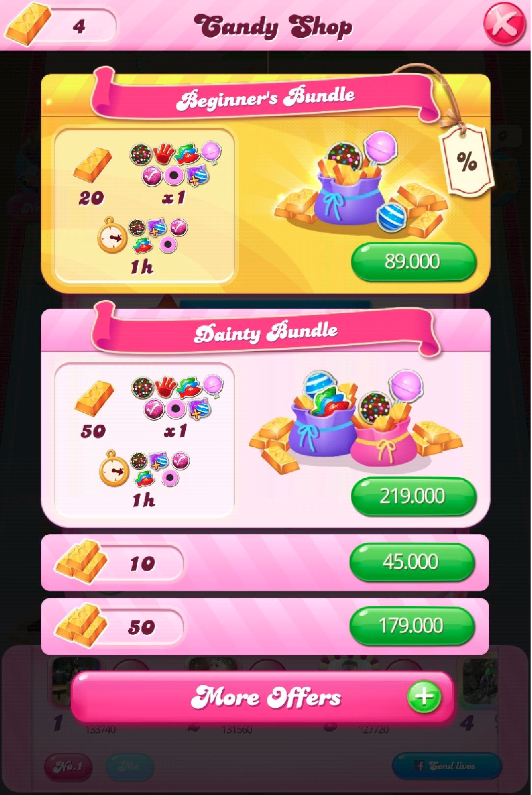 4
Candy Shop
Beginner's Bundle
%
20
x1
1h
89.000
Dainty Bundle
50
x1
1h
219.000
10
45.000
50
179.000
More Offers
1
133740
2
131560
3
127720
4
No.1
Send lives